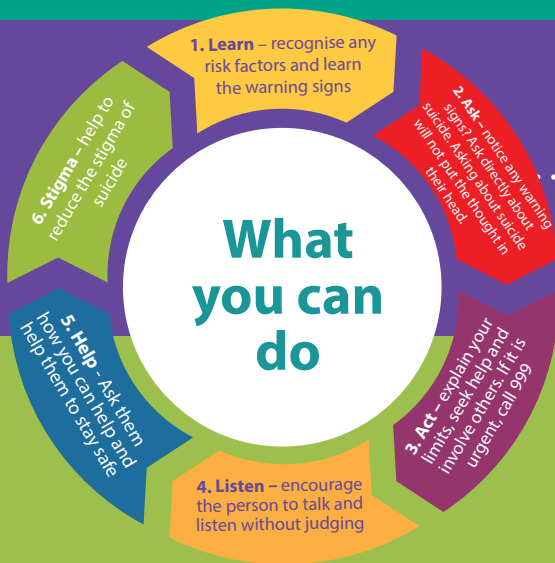 What
you can
do
1. Learn – recognise any
risk factors and learn
the warning signs
2. Ask – notice any warning
signs? Ask directly about
suicide. Asking about suicide
will not put the thought in
their head.
3. Act – explain your
limits, seek help and
involve others. If it is
urgent, call 999
4. Listen – encourage
the person to talk and
listen without judging
5. Help - Ask them
how you can help and
help them to stay safe
6. Stigma – help to
reduce the stigma of
suicide